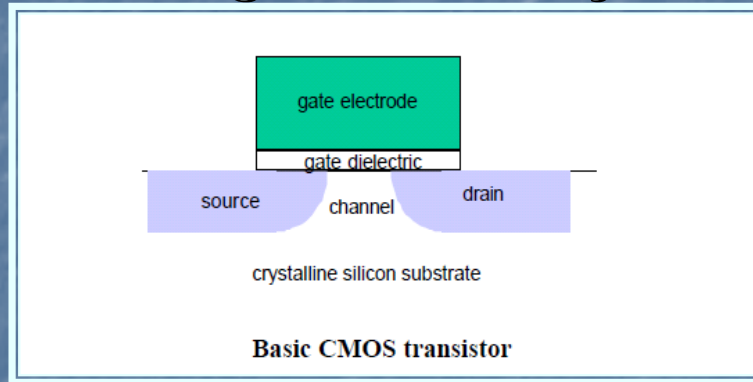 gate electrode
gate dielectric
source
channel
drain
crystalline silicon substrate
Basic CMOS transistor